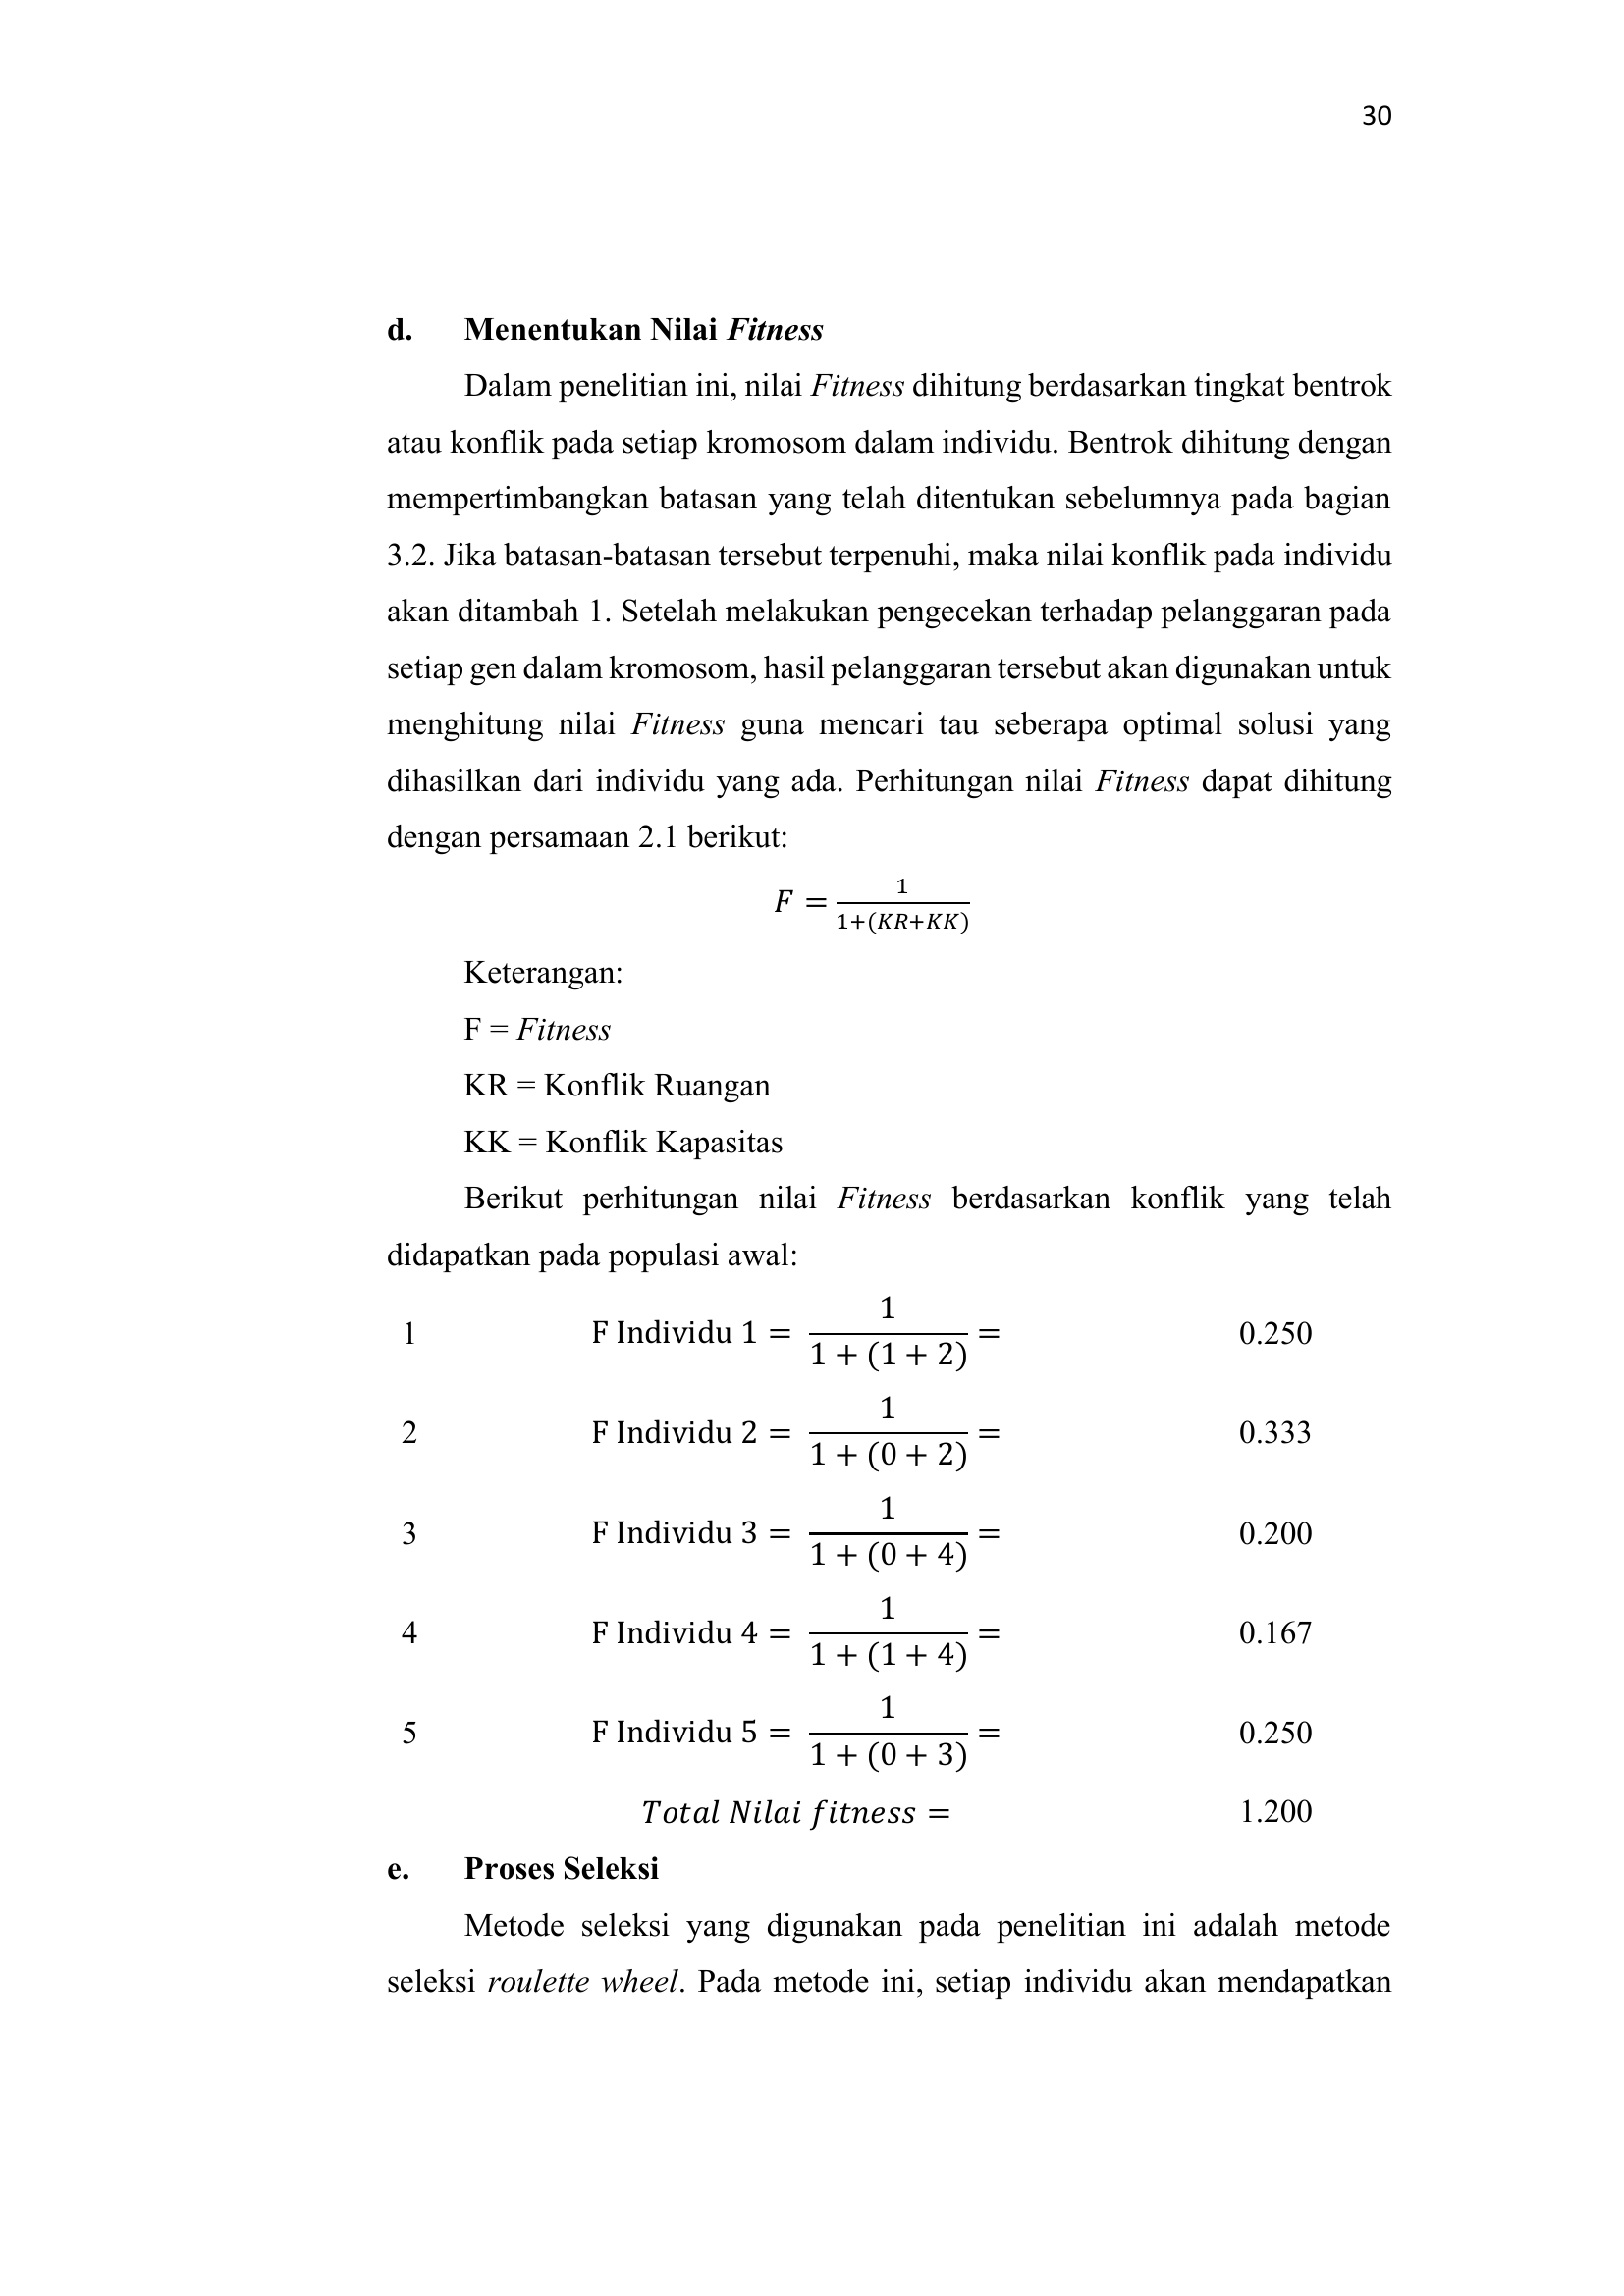 30
d. Menentukan Nilai Fitness
Dalam penelitian ini, nilai Fitness dihitung berdasarkan tingkat bentrok
atau konflik pada setiap kromosom dalam individu. Bentrok dihitung dengan
mempertimbangkan batasan yang telah ditentukan sebelumnya pada bagian
3.2. Jika batasan-batasan tersebut terpenuhi, maka nilai konflik pada individu
akan ditambah 1. Setelah melakukan pengecekan terhadap pelanggaran pada
setiap gen dalam kromosom, hasil pelanggaran tersebut akan digunakan untuk
menghitung nilai Fitness guna mencari tau seberapa optimal solusi yang
dihasilkan dari individu yang ada. Perhitungan nilai Fitness dapat dihitung
dengan persamaan 2.1 berikut:
F = 1/(1+(KR+KK))
Keterangan:
F = Fitness
KR = Konflik Ruangan
KK = Konflik Kapasitas
Berikut perhitungan nilai Fitness berdasarkan konflik yang telah
didapatkan pada populasi awal:
1 F Individu 1 = 1/(1 + (1 + 2)) = 0.250
2 F Individu 2 = 1/(1 + (0 + 2)) = 0.333
3 F Individu 3 = 1/(1 + (0 + 4)) = 0.200
4 F Individu 4 = 1/(1 + (1 + 4)) = 0.167
5 F Individu 5 = 1/(1 + (0 + 3)) = 0.250
Total Nilai fitness = 1.200
e. Proses Seleksi
Metode seleksi yang digunakan pada penelitian ini adalah metode
seleksi roulette wheel. Pada metode ini, setiap individu akan mendapatkan